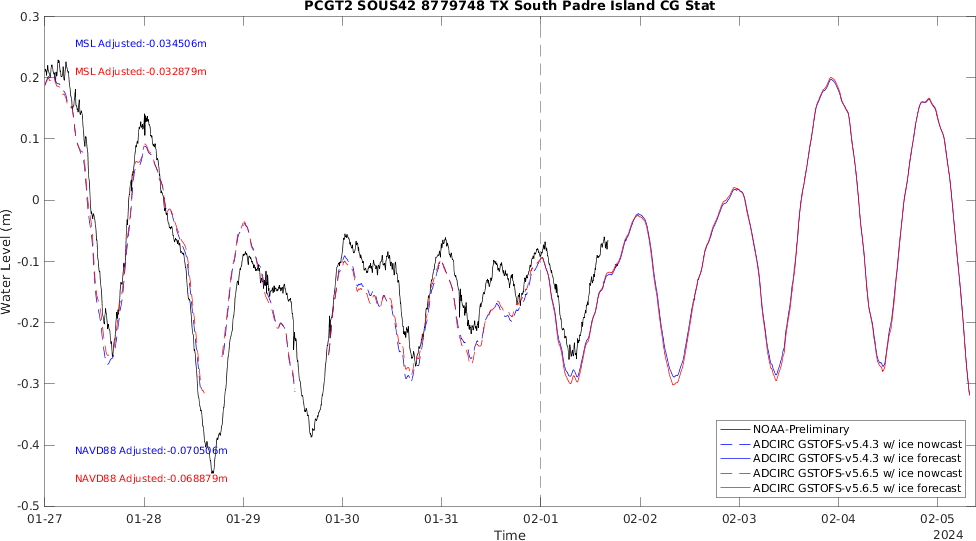 PCGT2 SOUS42 8779748 TX South Padre Island CG Stat
0.3
MSL Adjusted:-0.034506m
MSL Adjusted:-0.032879m
0.2
0.1
0
-0.1
-0.2
-0.3
-0.4
-0.5
Water Level (m)
NAVD88 Adjusted:-0.070506m
NAVD88 Adjusted:-0.068879m
NOAA-Preliminary
ADCIRC GSTOFS-v5.4.3 w/ ice nowcast
ADCIRC GSTOFS-v5.4.3 w/ ice forecast
ADCIRC GSTOFS-v5.6.5 w/ ice nowcast
ADCIRC GSTOFS-v5.6.5 w/ ice forecast
01-27 01-28 01-29 01-30 01-31 02-01 02-02 02-03 02-04 02-05
Time
2024